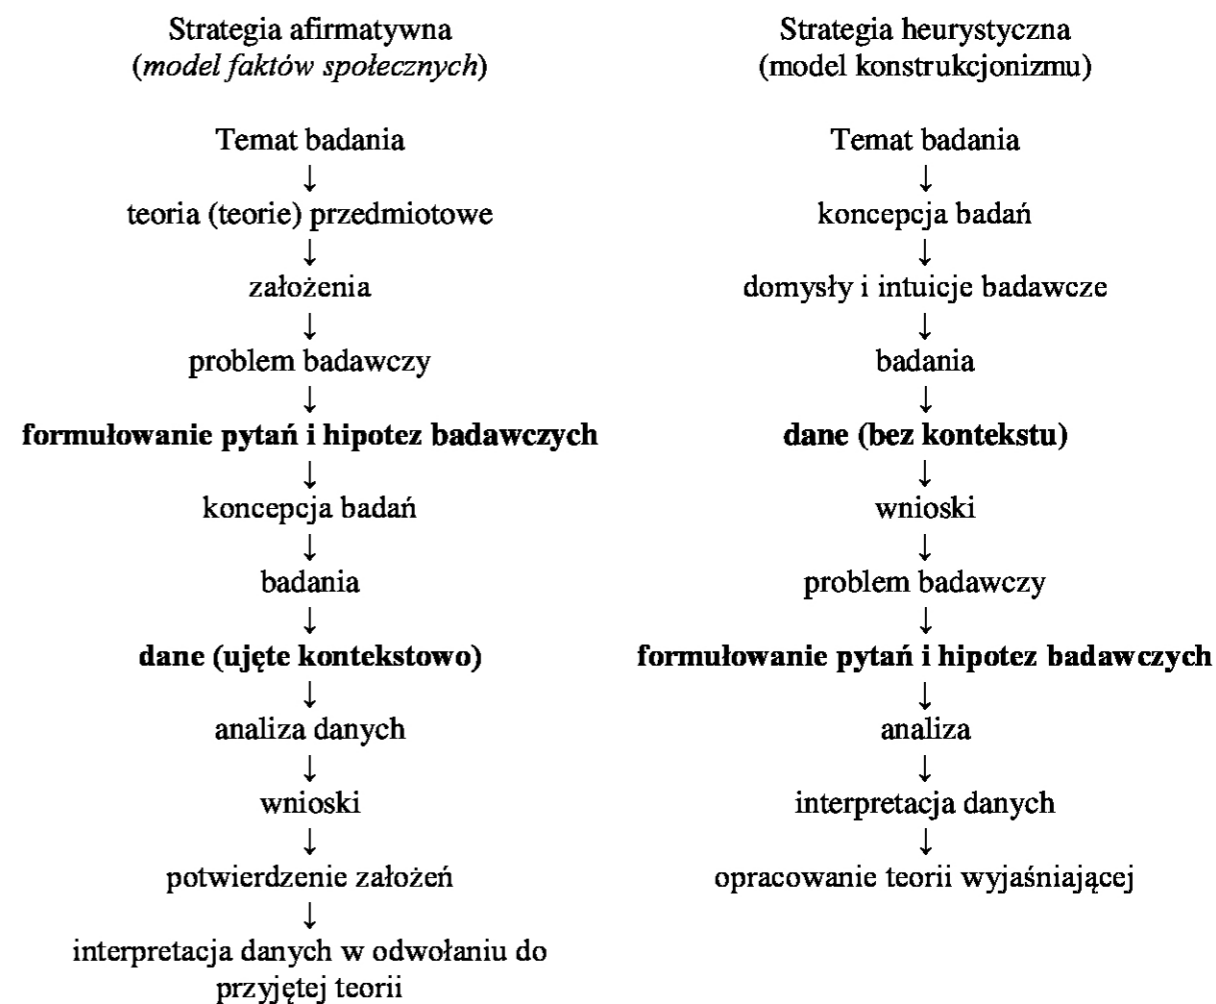 Strategia afirmatywna
(model faktów społecznych)
Temat badania
↓
teoria (teorie) przedmiotowe
↓
założenia
↓
problem badawczy
↓
formułowanie pytań i hipotez badawczych
↓
koncepcja badań
↓
badania
↓
dane (ujęte kontekstowo)
↓
analiza danych
↓
wnioski
↓
potwierdzenie założeń
↓
interpretacja danych w odwołaniu do
przyjętej teorii
Strategia heurystyczna
(model konstrukcjonizmu)
Temat badania
↓
koncepcja badań
↓
domysły i intuicje badawcze
↓
badania
↓
dane (bez kontekstu)
↓
wnioski
↓
problem badawczy
↓
formułowanie pytań i hipotez badawczych
↓
analiza
↓
interpretacja danych
↓
opracowanie teorii wyjaśniającej